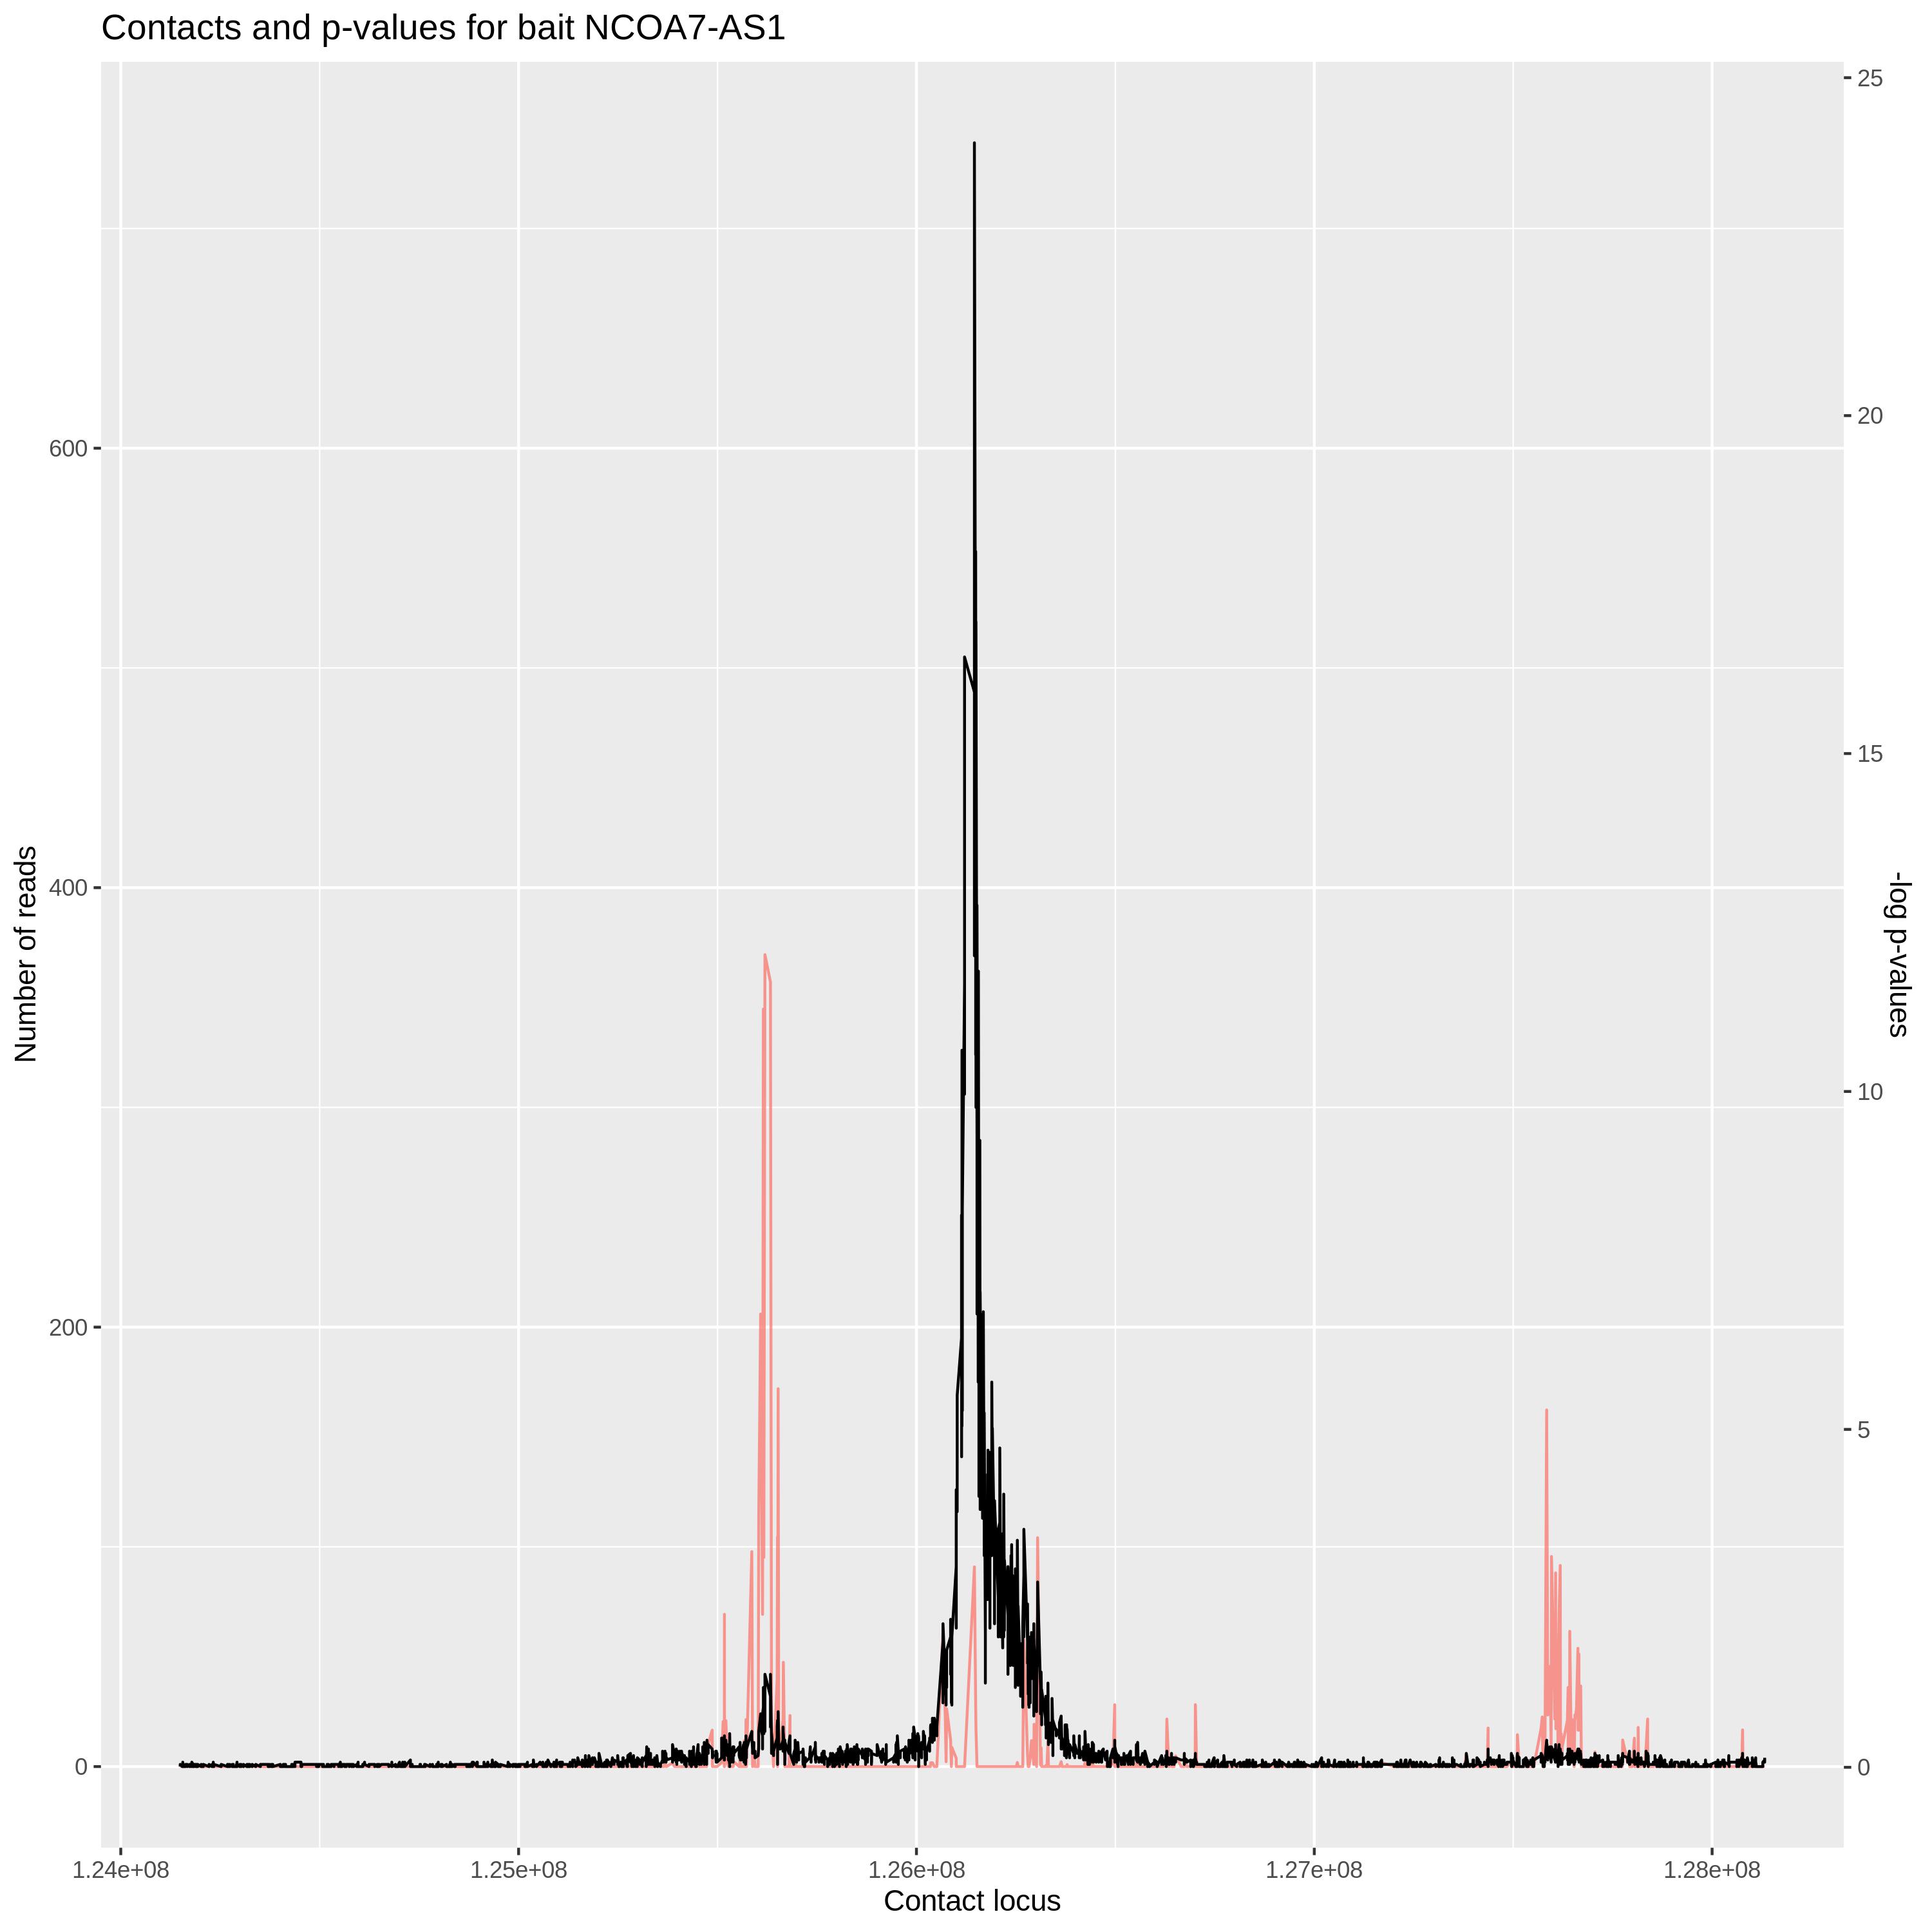 Contacts and p-values for bait NCOA7-AS1
Number of reads
600
400
200
0
25
20
15
10
5
0
-log p-values
1.24e+08
1.25e+08
1.26e+08
1.27e+08
1.28e+08
Contact locus